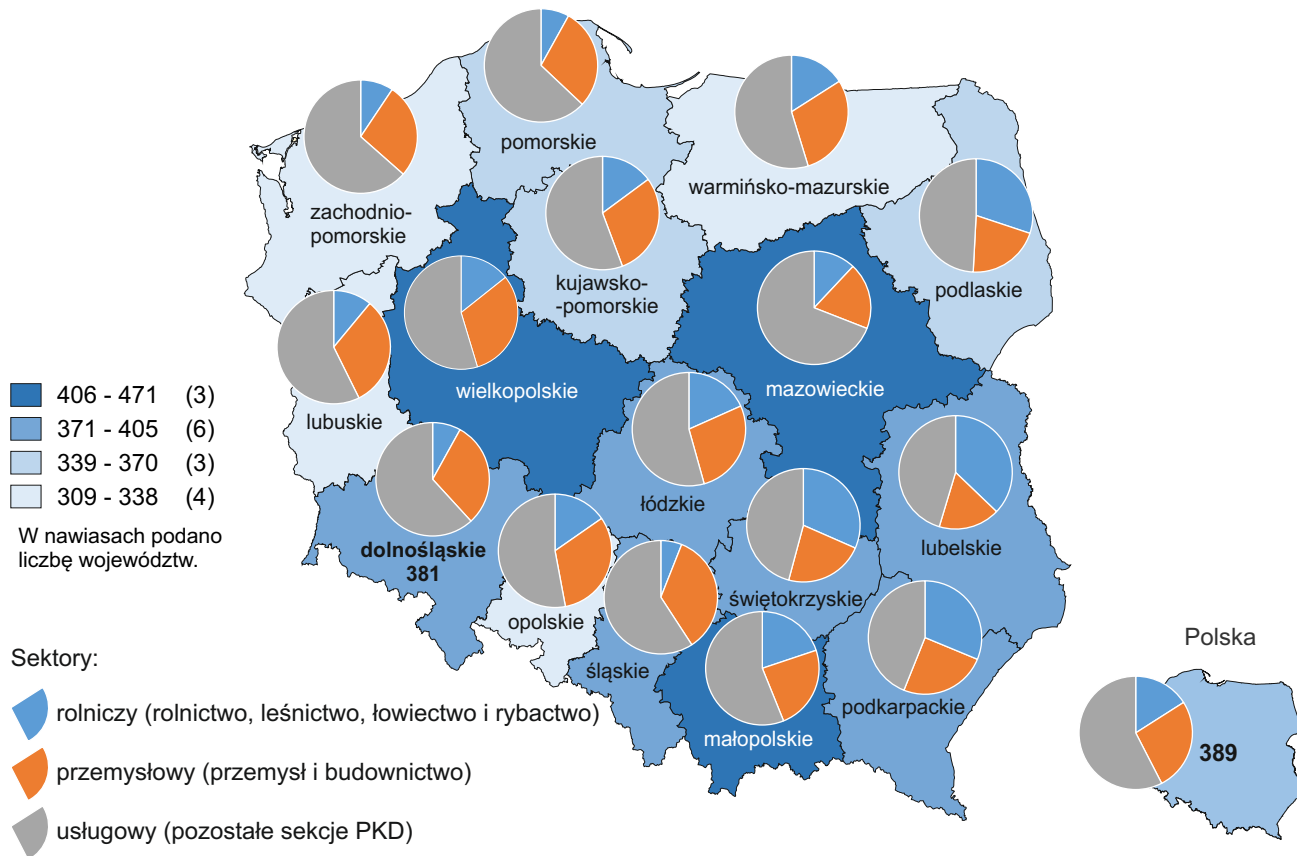 pomorskie
warmińsko-mazurskie
zachodnio-
pomorskie
kujawsko-
-pomorskie
podlaskie
wielkopolskie
mazowieckie
lubuskie
406 - 471 (3)
371 - 405 (6)
339 - 370 (3)
309 - 338 (4)
W nawiasach podano
liczbę województw.
łódzkie
lubelskie
dolnośląskie
381
świętokrzyskie
opolskie
śląskie
podkarpackie
małopolskie
Polska
389
Sektory:
rolniczy (rolnictwo, leśnictwo, łowiectwo i rybactwo)
przemysłowy (przemysł i budownictwo)
usługowy (pozostałe sekcje PKD)